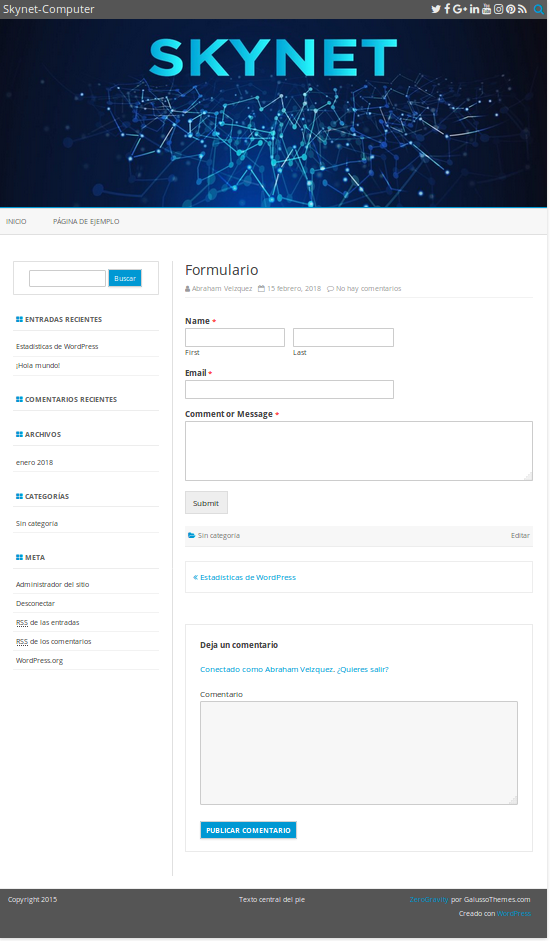 Skynet-Computer
SKYNET
INICIO PÁGINA DE EJEMPLO
Buscar
ENTRADAS RECIENTES
Estadísticas de WordPress
¡Hola mundo!
COMENTARIOS RECIENTES
ARCHIVOS
enero 2018
CATEGORÍAS
Sin categoría
META
Administrador del sitio
Desconectar
RSS de las entradas
RSS de los comentarios
WordPress.org
Formulario
Abraham Velzquez 15 febrero, 2018 No hay comentarios
Name *
First Last
Email *
Comment or Message *
Submit
Sin categoría Editar
« Estadísticas de WordPress
Deja un comentario
Conectado como Abraham Velzquez. ¿Quieres salir?
Comentario
PUBLICAR COMENTARIO
Copyright 2015 Texto central del pie ZeroGravity por GalussoThemes.com
Creado con WordPress